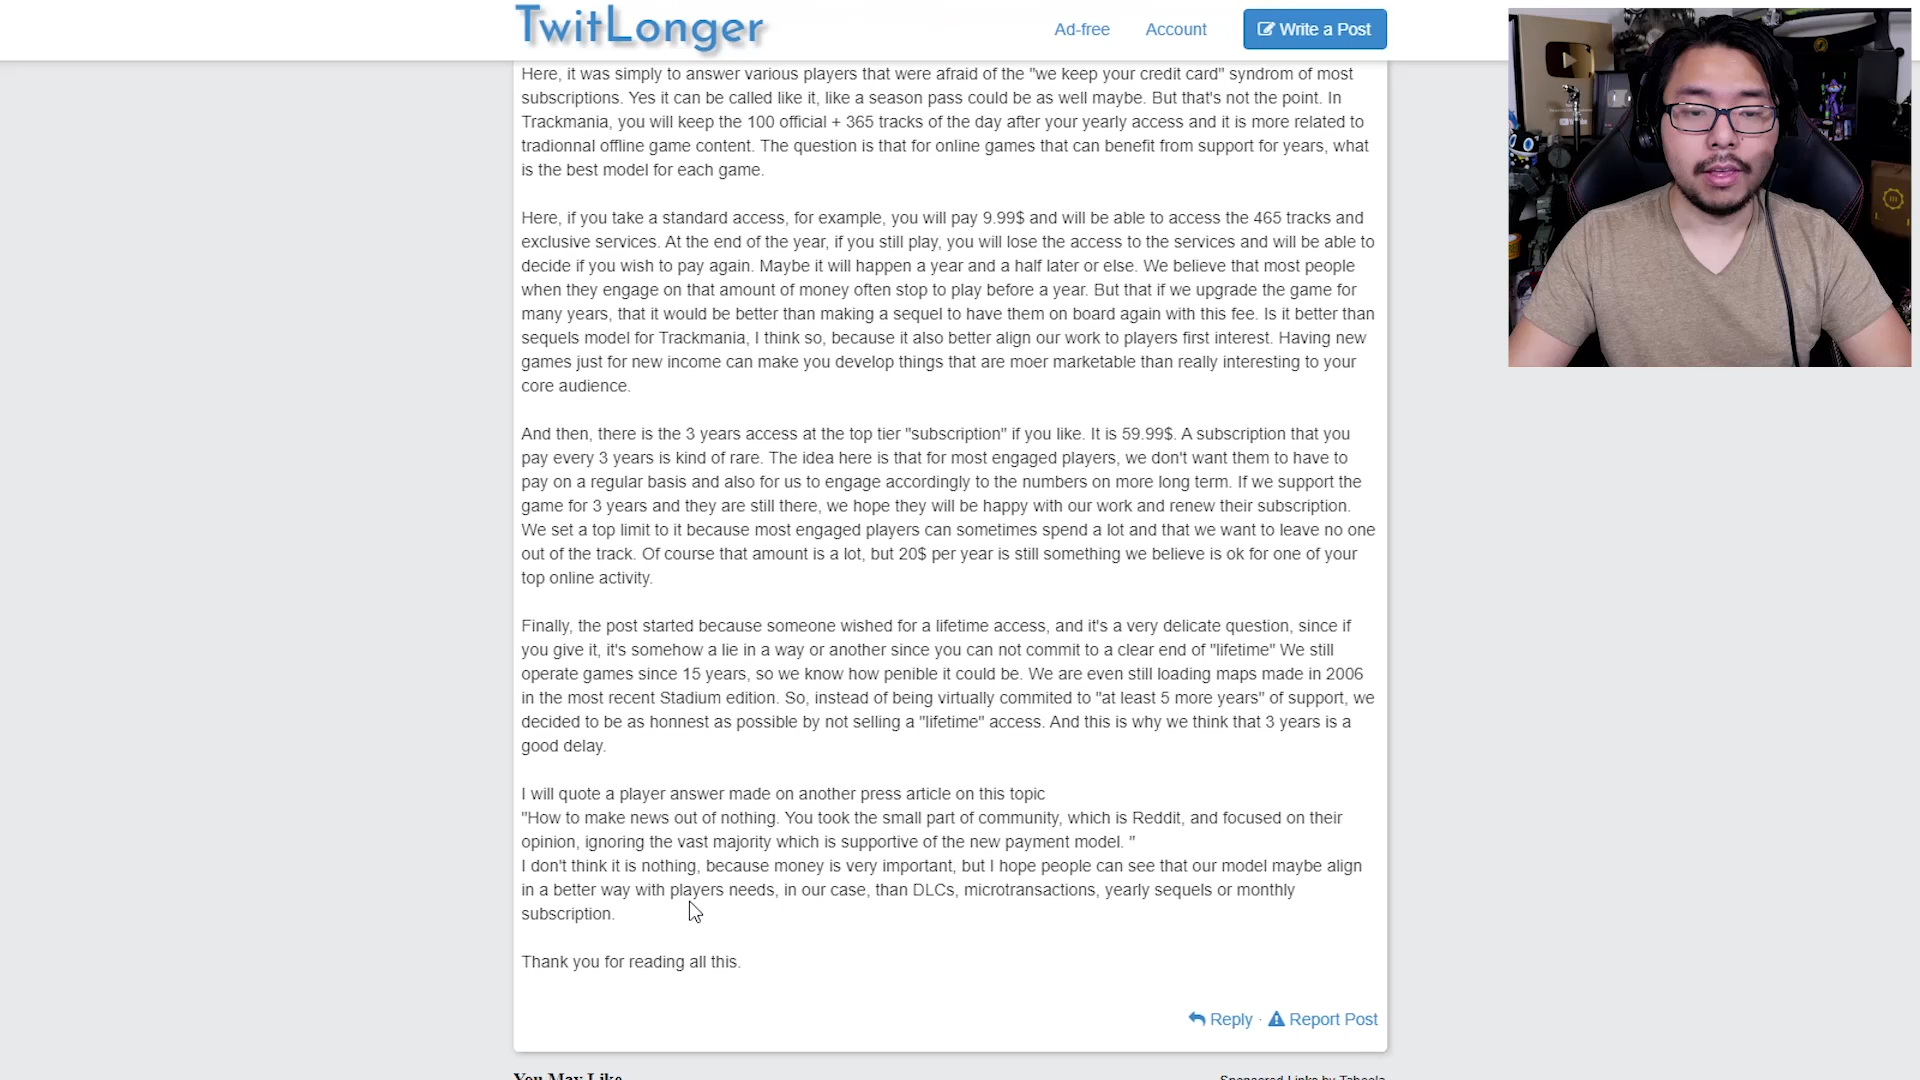 TwitLonger
Ad-free
Account
Write a Post
Here, it was simply to answer various players that were afraid of the "we keep your credit card" syndrom of most
subscriptions. Yes it can be called like it, like a season pass could be as well maybe. But that's not the point. In
Trackmania, you will keep the 100 official + 365 tracks of the day after your yearly access and it is more related to
tradionnal offline game content. The question is that for online games that can benefit from support for years, what
is the best model for each game.
Here, if you take a standard access, for example, you will pay 9.99$ and will be able to access the 465 tracks and
exclusive services. At the end of the year, if you still play, you will lose the access to the services and will be able to
decide if you wish to pay again. Maybe it will happen a year and a half later or else. We believe that most people
when they engage on that amount of money often stop to play before a year. But that if we upgrade the game for
many years, that it would be better than making a sequel to have them on board again with this fee. Is it better than
sequels model for Trackmania, I think so, because it also better align our work to players first interest. Having new
games just for new income can make you develop things that are moer marketable than really interesting to your
core audience.
And then, there is the 3 years access at the top tier "subscription" if you like. It is 59.99$. A subscription that you
pay every 3 years is kind of rare. The idea here is that for most engaged players, we don't want them to have to
pay on a regular basis and also for us to engage accordingly to the numbers on more long term. If we support the
game for 3 years and they are still there, we hope they will be happy with our work and renew their subscription.
We set a top limit to it because most engaged players can sometimes spend a lot and that we want to leave no one
out of the track. Of course that amount is a lot, but 20$ per year is still something we believe is ok for one of your
top online activity.
Finally, the post started because someone wished for a lifetime access, and it's a very delicate question, since if
you give it, it's somehow a lie in a way or another since you can not commit to a clear end of "lifetime" We still
operate games since 15 years, so we know how penible it could be. We are even still loading maps made in 2006
in the most recent Stadium edition. So, instead of being virtually commited to "at least 5 more years" of support, we
decided to be as honnest as possible by not selling a "lifetime" access. And this is why we think that 3 years is a
good delay.
I will quote a player answer made on another press article on this topic
"How to make news out of nothing. You took the small part of community, which is Reddit, and focused on their
opinion, ignoring the vast majority which is supportive of the new payment model. "
I don't think it is nothing, because money is very important, but I hope people can see that our model maybe align
in a better way with players needs, in our case, than DLCs, microtransactions, yearly sequels or monthly
subscription.
Thank you for reading all this.
Reply · Report Post
You May Like
Sponsored Links by Taboola